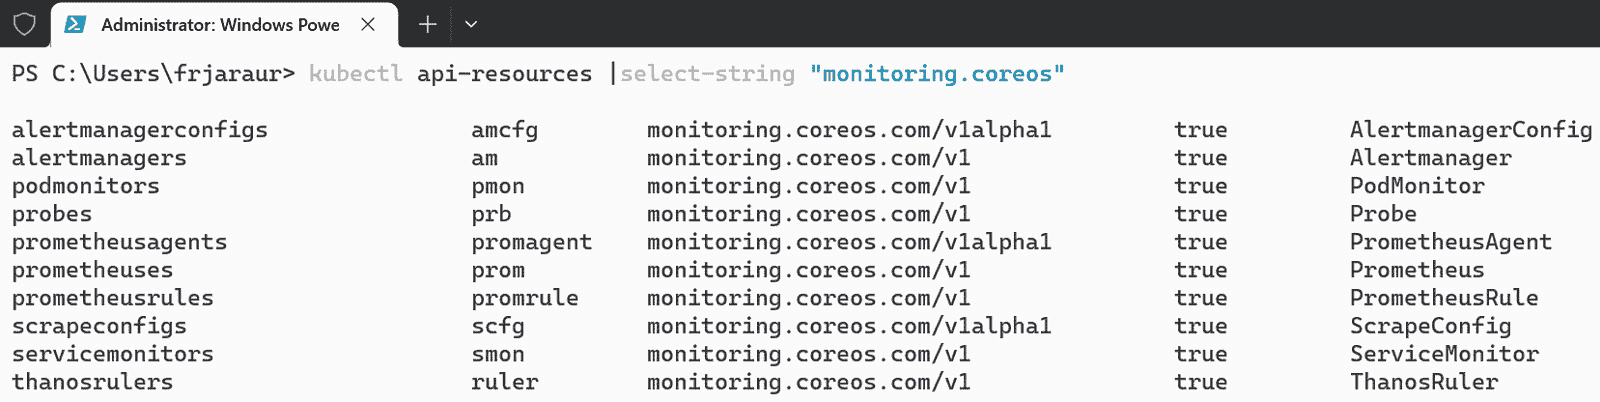 Administrator: Windows Powe
PS C:\Users\frjaraur> kubectl api-resources |select-string "monitoring.coreos"
alertmanagerconfigs amcfg monitoring.coreos.com/v1alpha1 true AlertmanagerConfig
alertmanagers am monitoring.coreos.com/v1 true Alertmanager
podmonitors pmon monitoring.coreos.com/v1 true PodMonitor
probes prb monitoring.coreos.com/v1 true Probe
prometheusagents promagent monitoring.coreos.com/v1alpha1 true PrometheusAgent
prometheuses prom monitoring.coreos.com/v1 true Prometheus
prometheusrules promrule monitoring.coreos.com/v1 true PrometheusRule
scrapeconfigs scfg monitoring.coreos.com/v1alpha1 true ScrapeConfig
servicemonitors smon monitoring.coreos.com/v1 true ServiceMonitor
thanosrulers ruler monitoring.coreos.com/v1 true ThanosRuler